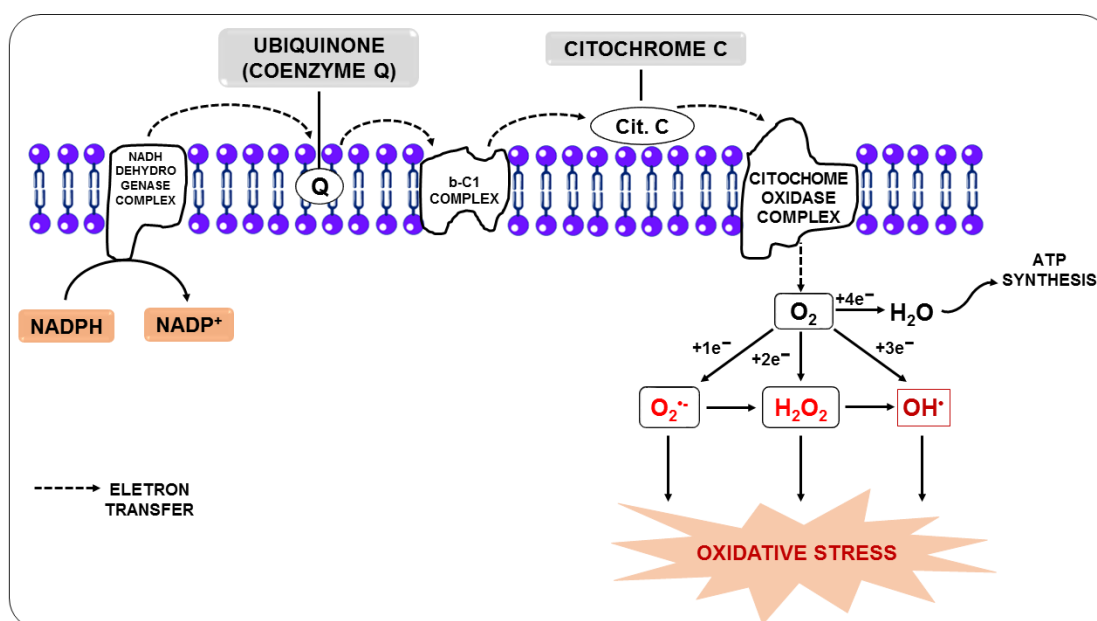 UBIQUINONE
(COENZYME Q)
CITOCHROME C
Cit. C
NADH
DEHYDRO
GENASE
COMPLEX
Q
b-C1
COMPLEX
CITOCHOME
OXIDASE
COMPLEX
NADPH
NADP⁺
ATP
SYNTHESIS
O₂
+4e⁻
H₂O
+1e⁻
+2e⁻
+3e⁻
O₂•-
H₂O₂
OH•
ELETRON
TRANSFER
OXIDATIVE STRESS